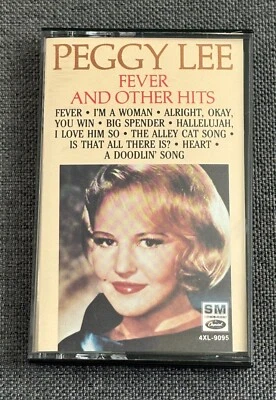 PEGGY LEE
FEVER
AND OTHER HITS
FEVER • I'M A WOMAN • ALRIGHT, OKAY,
YOU WIN • BIG SPENDER • HALLELUJAH,
I LOVE HIM SO • THE ALLEY CAT SONG •
IS THAT ALL THERE IS? • HEART •
A DOODLIN' SONG
SM
Capitol
4XL-9095